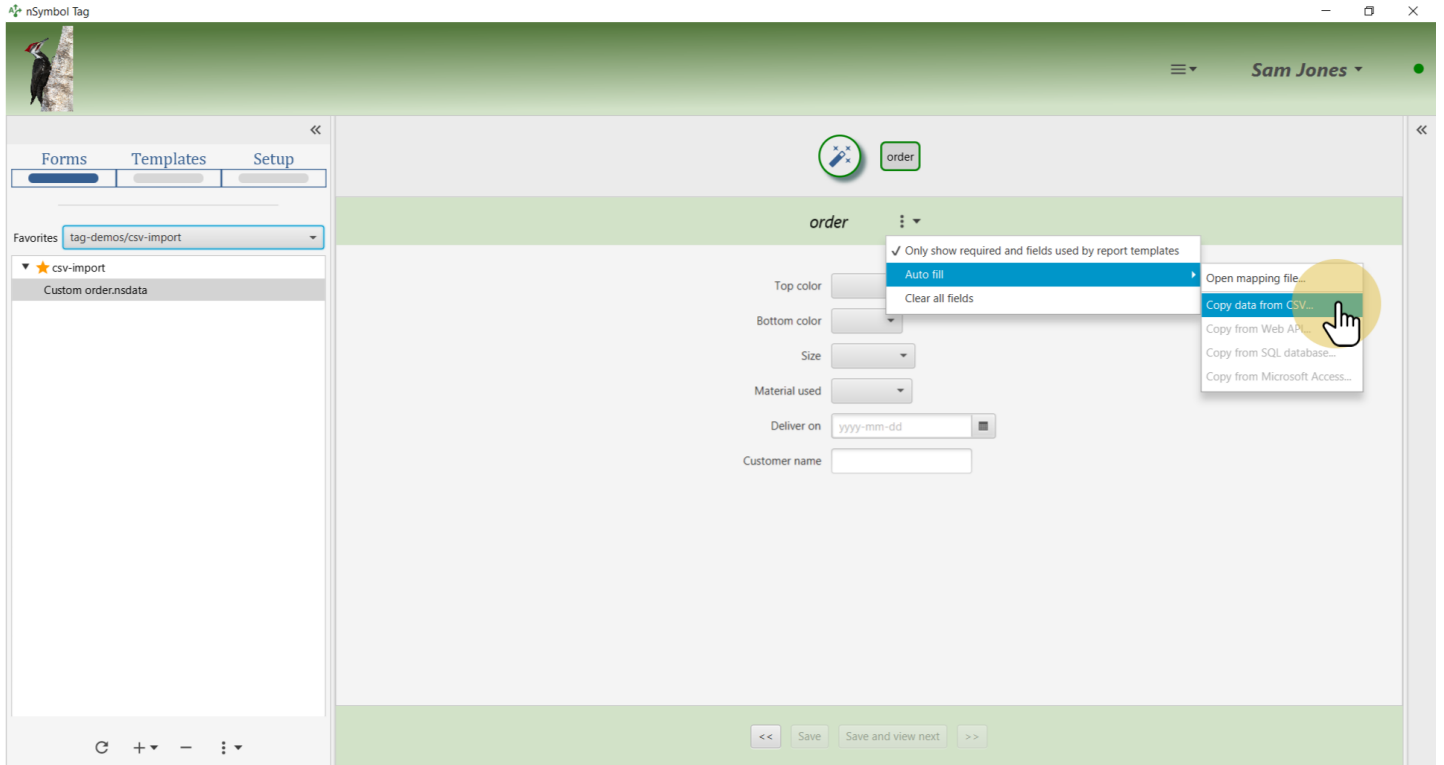 nSymbol Tag
Sam Jones
Forms Templates Setup
Favorites tag-demos/csv-import
csv-import
Custom order.nsdata
order
order
Only show required and fields used by report templates
Auto fill
Clear all fields
Open mapping file...
Copy data from CSV...
Copy from Web API...
Copy from SQL database...
Copy from Microsoft Access...
Top color
Bottom color
Size
Material used
Deliver on yyyy-mm-dd
Customer name
<< Save Save and view next >>